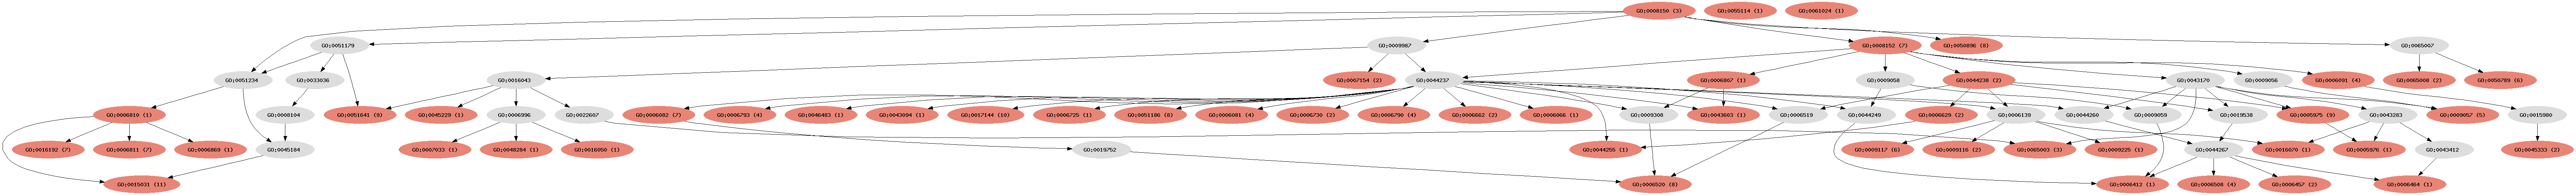 GO:0008150 (3)
GO:0055114 (1)
GO:0061024 (1)
GO:0051179
GO:0009987
GO:0008152 (7)
GO:0050896 (8)
GO:0065007
GO:0051234
GO:0033036
GO:0016043
GO:0007154 (2)
GO:0044237
GO:0006807 (1)
GO:0009058
GO:0044238 (2)
GO:0043170
GO:0009056
GO:0006091 (4)
GO:0065008 (2)
GO:0050789 (6)
GO:0006810 (1)
GO:0008104
GO:0051641 (9)
GO:0045229 (1)
GO:0006996
GO:0022607
GO:0006082 (7)
GO:0006793 (4)
GO:0046483 (1)
GO:0043094 (1)
GO:0017144 (10)
GO:0006725 (1)
GO:0051186 (8)
GO:0006081 (4)
GO:0006730 (2)
GO:0006790 (4)
GO:0006662 (2)
GO:0006066 (1)
GO:0009308
GO:0043603 (1)
GO:0006519
GO:0044249
GO:0006629 (2)
GO:0006139
GO:0044260
GO:0009059
GO:0019538
GO:0005975 (9)
GO:0043283
GO:0009057 (5)
GO:0015980
GO:0016192 (7)
GO:0006811 (7)
GO:0006869 (1)
GO:0045184
GO:0007033 (1)
GO:0048284 (1)
GO:0016050 (1)
GO:0019752
GO:0044255 (1)
GO:0009117 (6)
GO:0009116 (2)
GO:0065003 (3)
GO:0009225 (1)
GO:0044267
GO:0016070 (1)
GO:0005976 (1)
GO:0043412
GO:0045333 (2)
GO:0015031 (11)
GO:0006520 (8)
GO:0006412 (1)
GO:0006508 (4)
GO:0006457 (2)
GO:0006464 (1)